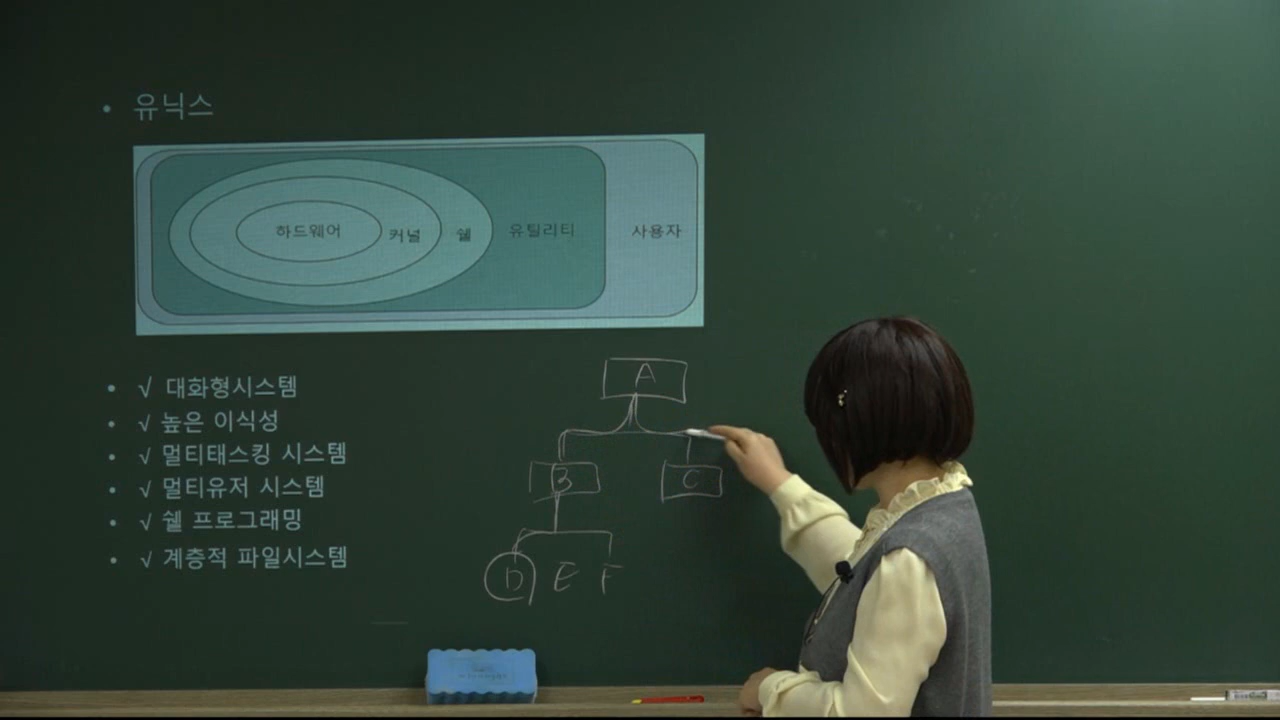 • 유닉스
하드웨어 커널 쉘 유틸리티 사용자
• √ 대화형시스템
• √ 높은 이식성
• √ 멀티태스킹 시스템
• √ 멀티유저 시스템
• √ 쉘 프로그래밍
• √ 계층적 파일시스템
A
B C
D E F